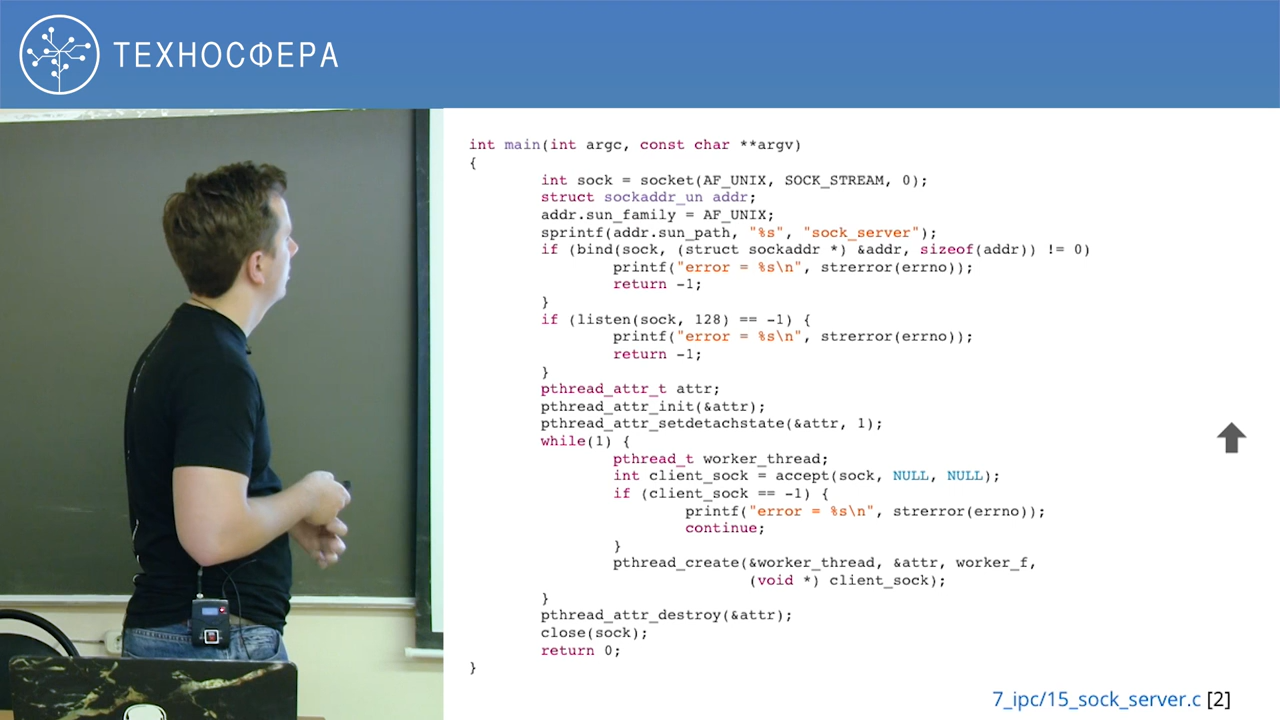 ТЕХНОСФЕРА
int main(int argc, const char **argv)
{
        int sock = socket(AF_UNIX, SOCK_STREAM, 0);
        struct sockaddr_un addr;
        addr.sun_family = AF_UNIX;
        sprintf(addr.sun_path, "%s", "sock_server");
        if (bind(sock, (struct sockaddr *) &addr, sizeof(addr)) != 0)
                printf("error = %s\n", strerror(errno));
                return -1;
        }
        if (listen(sock, 128) == -1) {
                printf("error = %s\n", strerror(errno));
                return -1;
        }
        pthread_attr_t attr;
        pthread_attr_init(&attr);
        pthread_attr_setdetachstate(&attr, 1);
        while(1) {
                pthread_t worker_thread;
                int client_sock = accept(sock, NULL, NULL);
                if (client_sock == -1) {
                        printf("error = %s\n", strerror(errno));
                        continue;
                }
                pthread_create(&worker_thread, &attr, worker_f,
                               (void *) client_sock);
        }
        pthread_attr_destroy(&attr);
        close(sock);
        return 0;
}
7_ipc/15_sock_server.c [2]